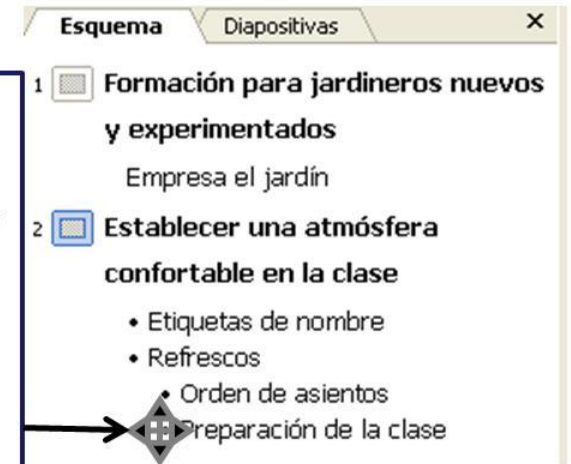 Esquema Diapositivas
1 Formación para jardineros nuevos
y experimentados
Empresa el jardín
2 Establecer una atmósfera
confortable en la clase
• Etiquetas de nombre
• Refrescos
• Orden de asientos
Preparación de la clase